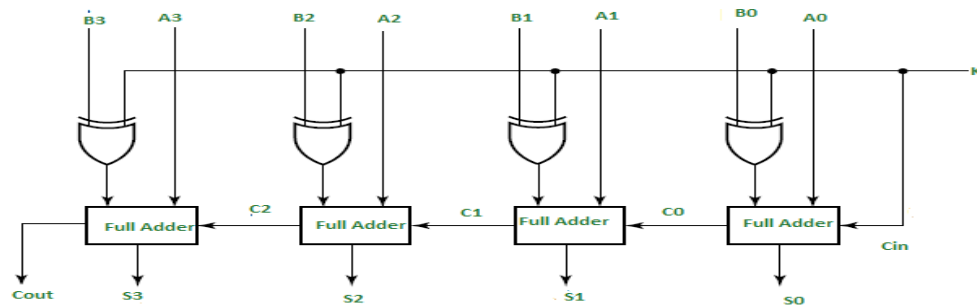 B3 A3 B2 A2 B1 A1 B0 A0
K
Full Adder C2 Full Adder C1 Full Adder C0 Full Adder
Cin
Cout S3 S2 S1 S0